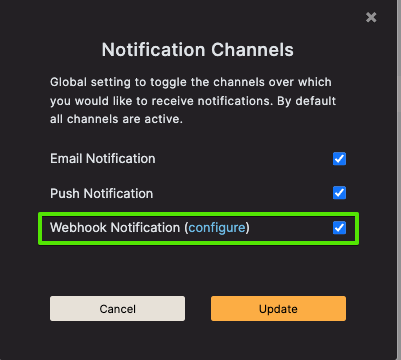 Notification Channels
Global setting to toggle the channels over which
you would like to receive notifications. By default
all channels are active.
Email Notification
Push Notification
Webhook Notification (configure)
Cancel
Update